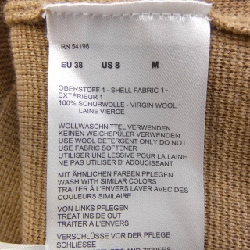 RN 54196
EU 38 US 8 M
OBERSTOFF 1 - SHELL FABRIC 1 -
EXTERIEUR 1
100% SCHURWOLLE - VIRGIN WOOL
LAINE VIERGE
WOLLWASCHMITTEL VERWENDEN
KEINEN WEICHSPÜLER VERWENDEN
USE WOOL DETERGENT ONLY DO NOT
USE FABRIC SOFTENER
UTILISER UNE LESSIVE POUR LA LAINE
NE PAS UTILISER D'ADOUCISSANT
MIT ÄHNLICHEN FARBEN PFLEGEN
WASH WITH SIMILAR COLORS
TRAITER À L'ENVERS LAVER AVEC DES
COULEURS SIMILAIRES
VON LINKS PFLEGEN
TREAT INSIDE OUT
TRAITER À L'ENVERS
VERSCHLÜSSE VOR DER PFLEGE
SCHLIESSEN